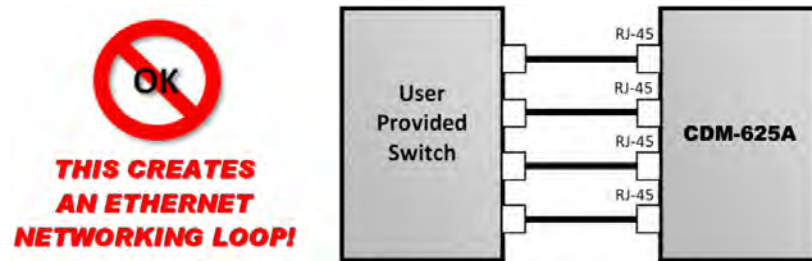 OK
THIS CREATES
AN ETHERNET
NETWORKING LOOP!
User
Provided
Switch
RJ-45
RJ-45
RJ-45
RJ-45
CDM-625A